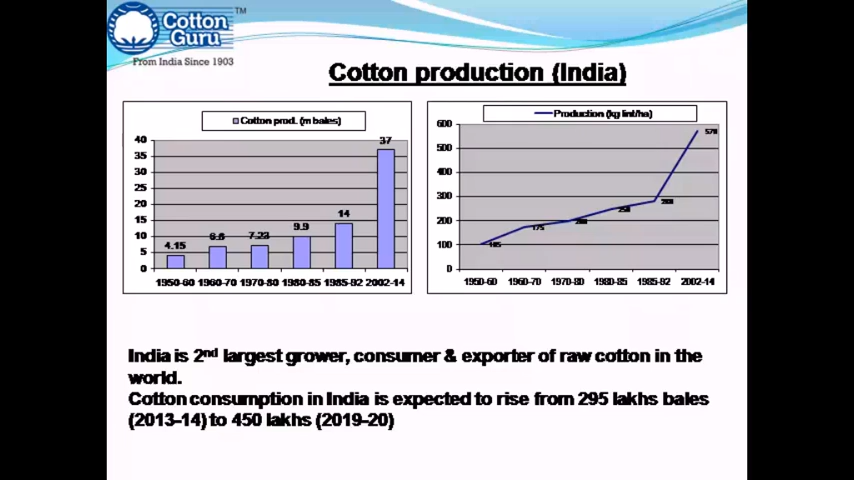 Cotton Guru
TM
From India Since 1903
Cotton production (India)
Cotton prod. (m bales)
40
35
30
25
20
15
10
5
0
4.15
6.6
7.23
9.9
14
37
1950-60 1960-70 1970-80 1980-85 1985-92 2002-14
Production (kg lint/ha)
600
500
400
300
200
100
0
105
175
200
250
570
1950-60 1960-70 1970-80 1980-85 1985-92 2002-14
India is 2nd largest grower, consumer & exporter of raw cotton in the
world.
Cotton consumption in India is expected to rise from 295 lakhs bales
(2013-14) to 450 lakhs (2019-20)